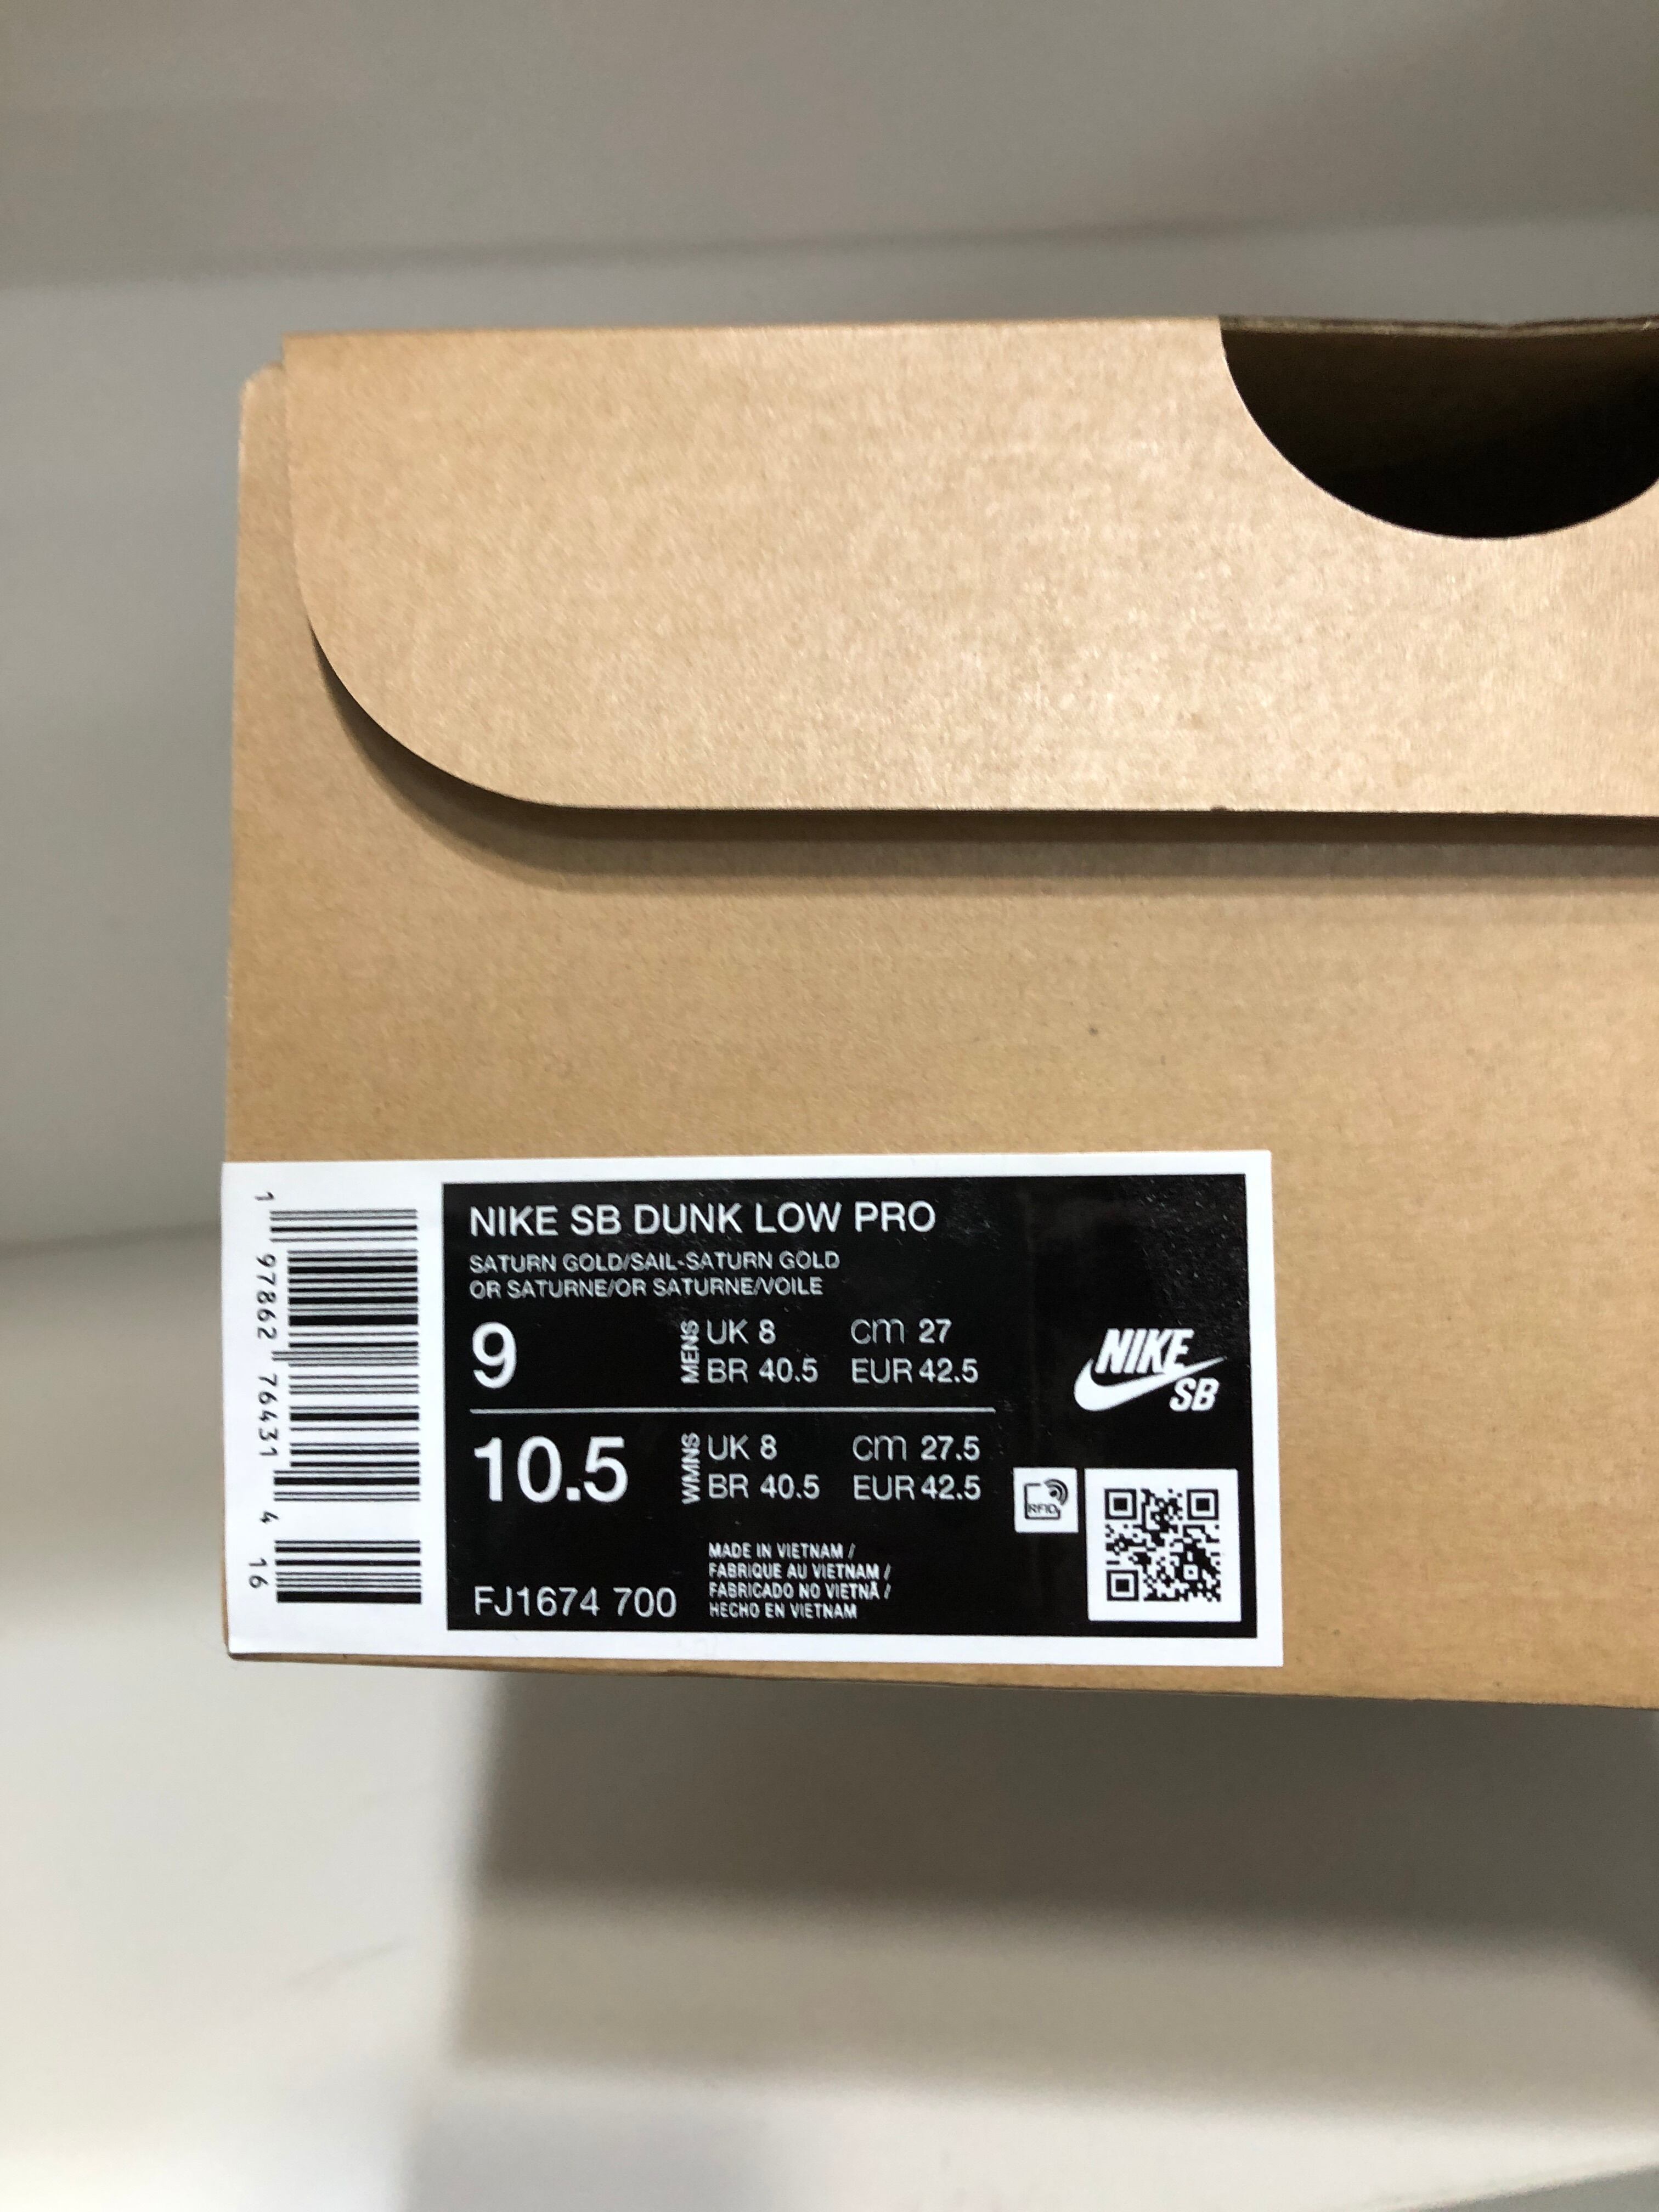 NIKE SB DUNK LOW PRO
SATURN GOLD/SAIL-SATURN GOLD
OR SATURNE/OR SATURNE/VOILE
9 MENS UK 8 cm 27
BR 40.5 EUR 42.5
10.5 WMNS UK 8 cm 27.5
BR 40.5 EUR 42.5
NIKE
SB
RFID
MADE IN VIETNAM /
FABRIQUE AU VIETNAM /
FABRICADO NO VIETNÃ /
HECHO EN VIETNAM
FJ1674 700
1 97862 76431 4 16